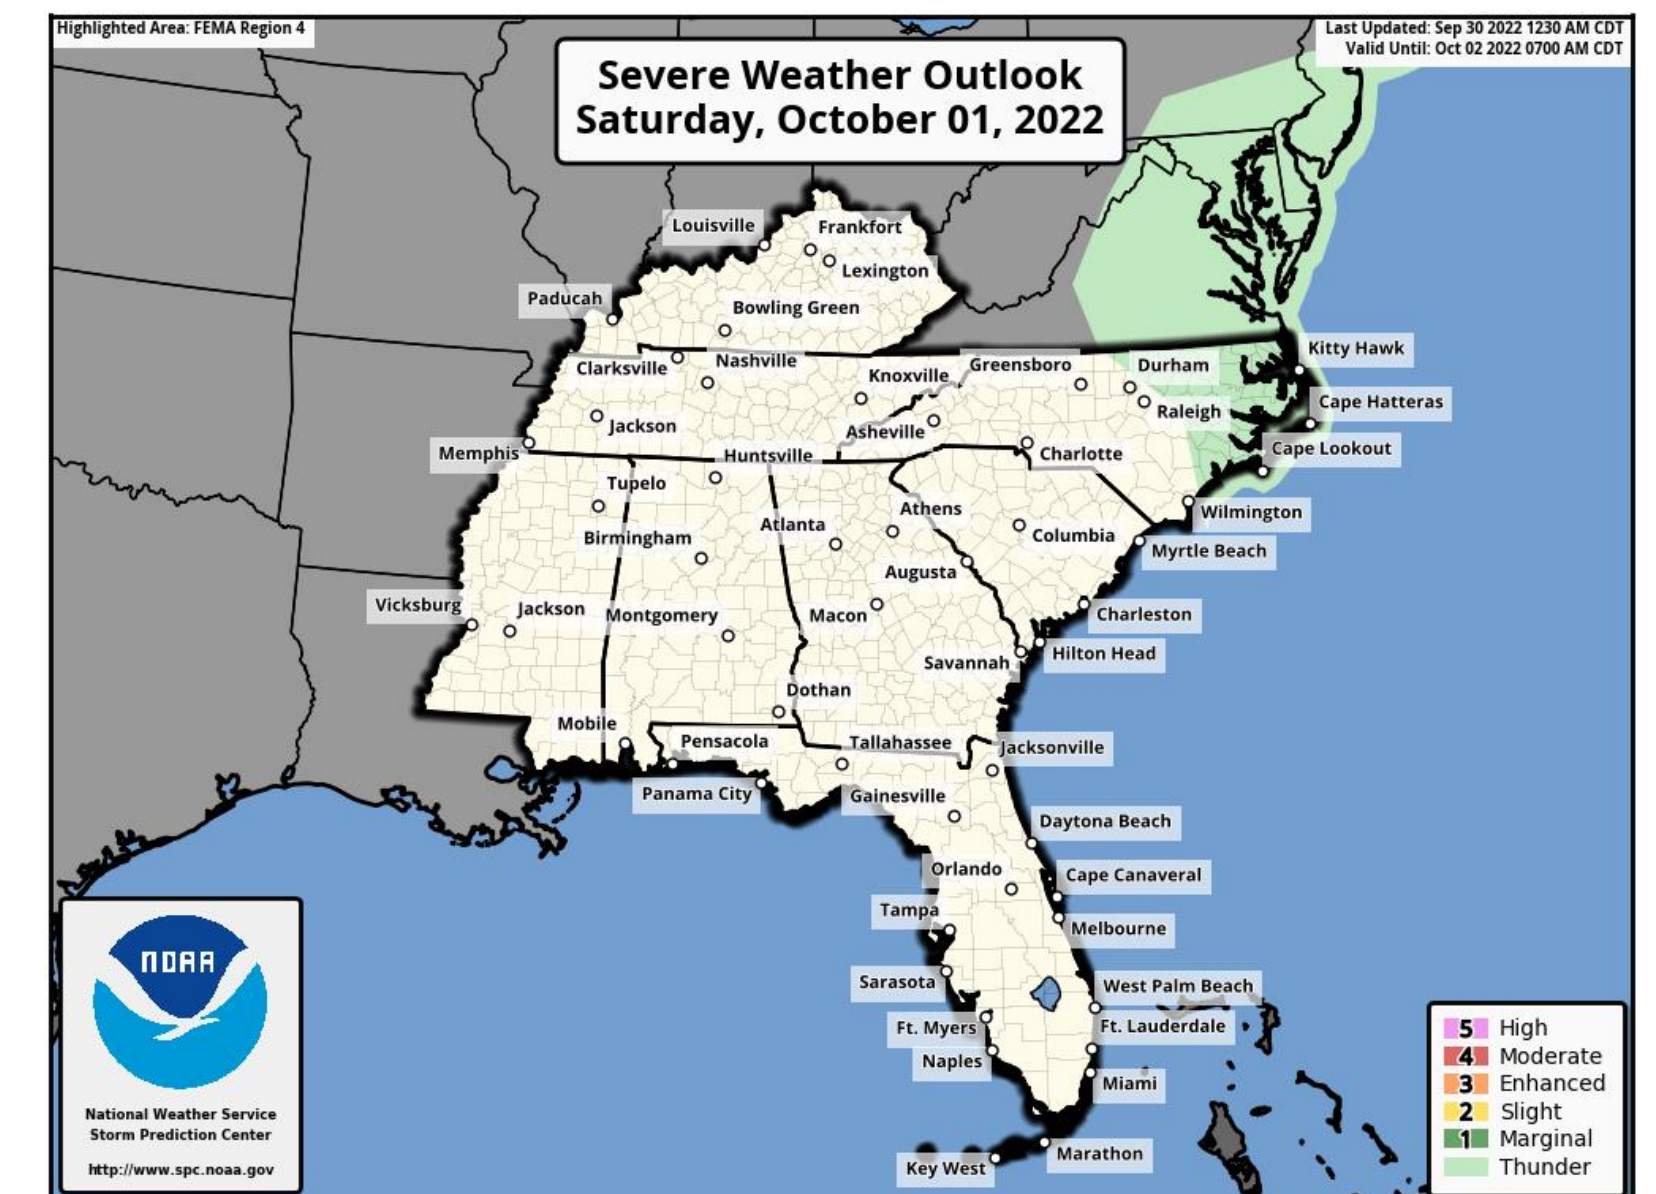 Highlighted Area: FEMA Region 4
Last Updated: Sep 30 2022 1230 AM CDT
Valid Until: Oct 02 2022 0700 AM CDT
Severe Weather Outlook
Saturday, October 01, 2022
Louisville
Frankfort
Lexington
Paducah
Bowling Green
Clarksville
Nashville
Knoxville
Greensboro
Durham
Kitty Hawk
Raleigh
Cape Hatteras
Jackson
Asheville
Memphis
Huntsville
Charlotte
Cape Lookout
Tupelo
Athens
Wilmington
Birmingham
Atlanta
Columbia
Myrtle Beach
Augusta
Vicksburg
Jackson
Montgomery
Macon
Charleston
Savannah
Hilton Head
Dothan
Mobile
Pensacola
Tallahassee
Jacksonville
Panama City
Gainesville
Daytona Beach
Orlando
Cape Canaveral
Tampa
Melbourne
Sarasota
West Palm Beach
Ft. Myers
Ft. Lauderdale
Naples
Miami
Marathon
Key West
NOAA
National Weather Service
Storm Prediction Center
http://www.spc.noaa.gov
5 High
4 Moderate
3 Enhanced
2 Slight
1 Marginal
Thunder